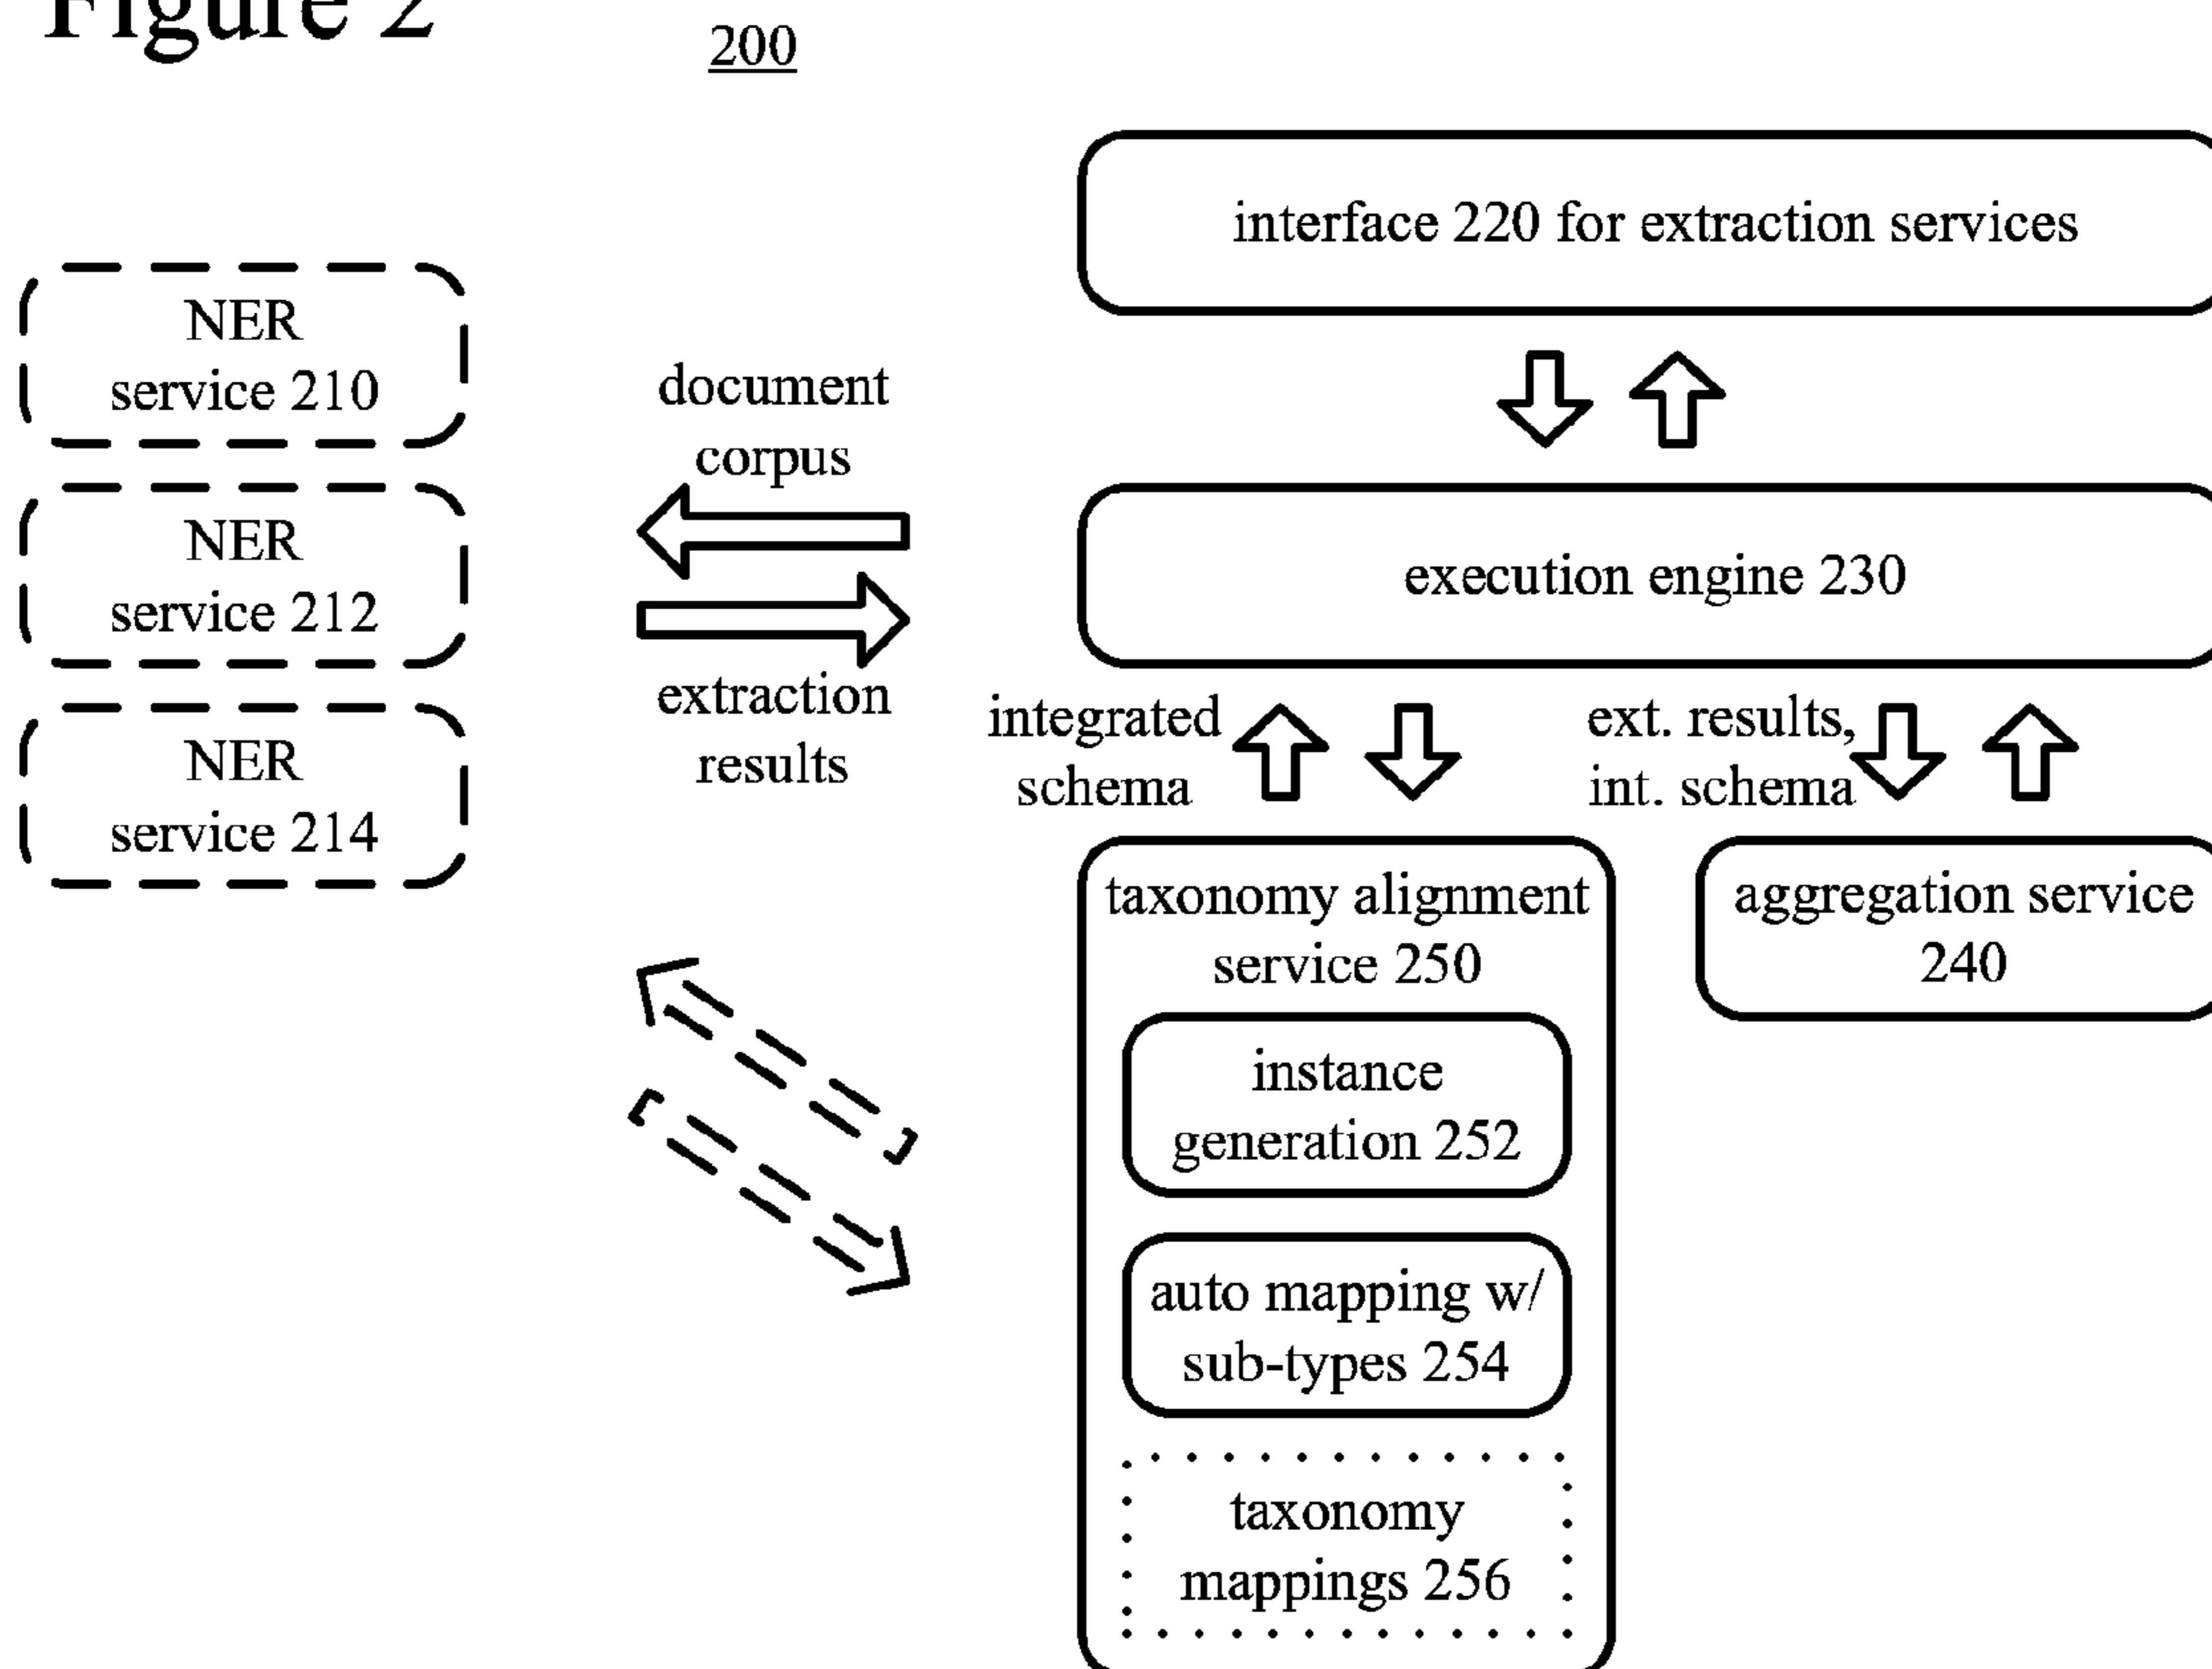 Figure 2
200
interface 220 for extraction services
NER
service 210
NER
service 212
NER
service 214
document
corpus
extraction
results
execution engine 230
integrated
schema
ext. results,
int. schema
taxonomy alignment
service 250
instance
generation 252
auto mapping w/
sub-types 254
taxonomy
mappings 256
aggregation service
240